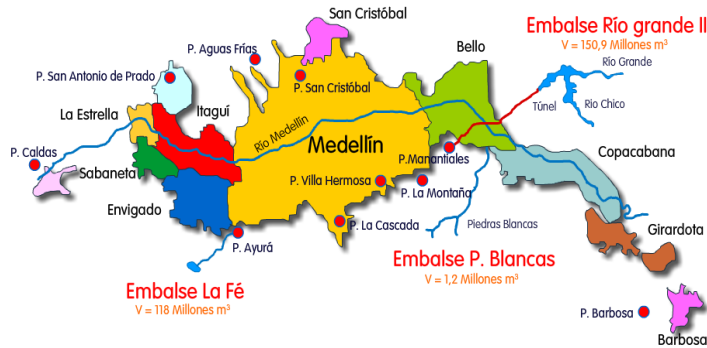 San Cristóbal
Embalse Río grande II
V = 150,9 Millones m³
P. Aguas Frías
Bello
Río Grande
P. San Antonio de Prado
P. San Cristóbal
Túnel
Río Chico
La Estrella
Itaguí
Río Medellín
Medellín
P. Manantiales
Copacabana
P. Caldas
Sabaneta
P. Villa Hermosa
P. La Montaña
Envigado
P. La Cascada
Piedras Blancas
Girardota
P. Ayurá
Embalse P. Blancas
V = 1,2 Millones m³
Embalse La Fé
V = 118 Millones m³
P. Barbosa
Barbosa